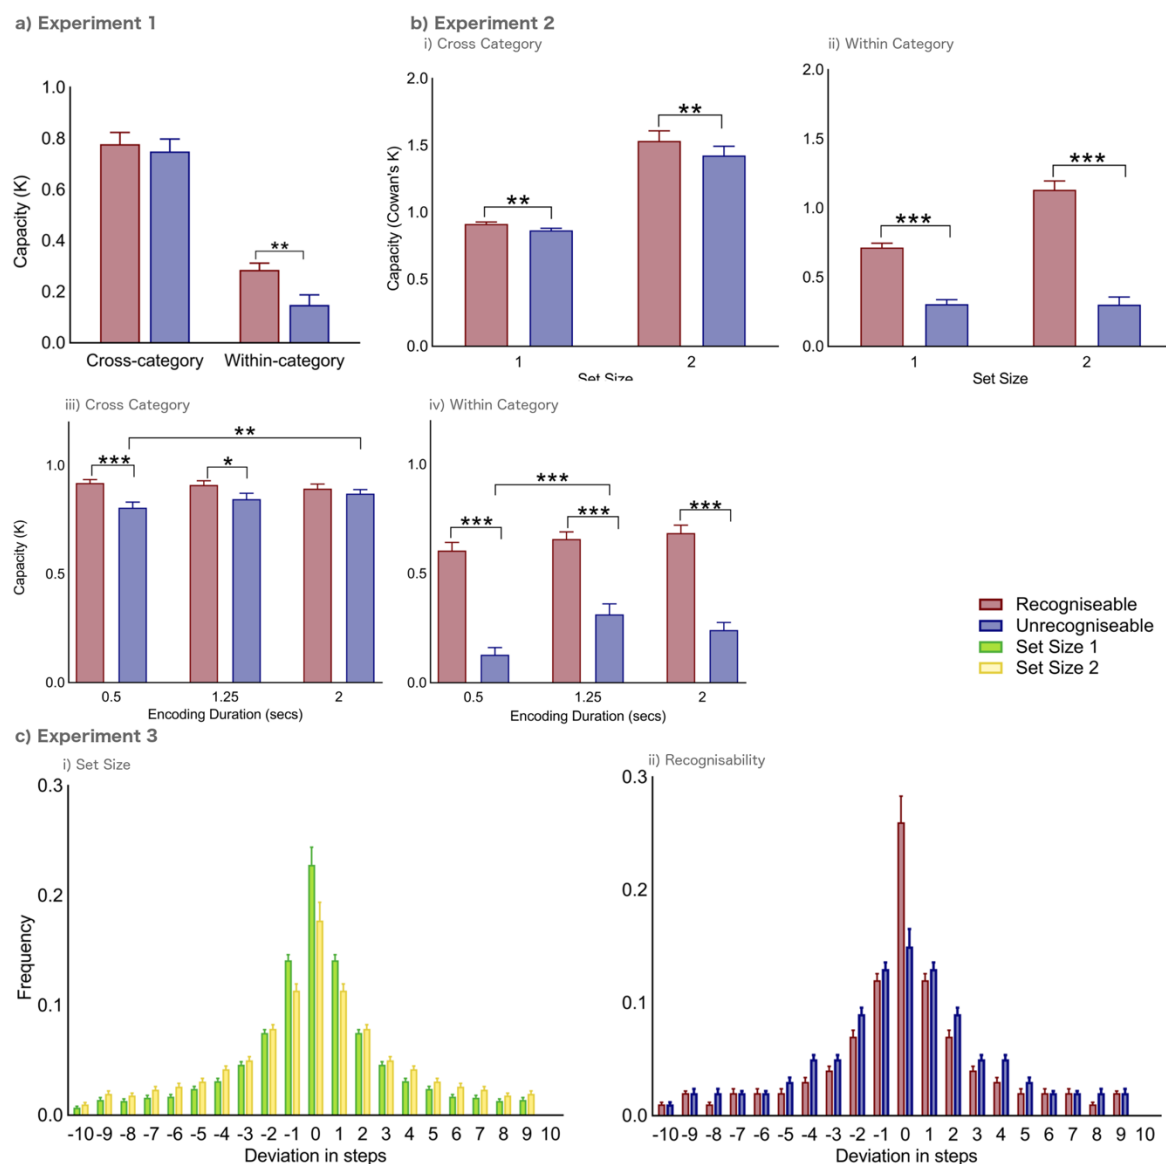 a) Experiment 1
b) Experiment 2
i) Cross Category
ii) Within Category
Capacity (K)
1.0
0.8
0.6
0.4
0.2
0.0
**
Cross-category Within-category
Capacity (Cowan's K)
2.0
1.5
1.0
0.5
0.0
**
**
1 2
Set Size
2.0
1.5
1.0
0.5
0.0
***
***
1 2
Set Size
iii) Cross Category
Capacity (K)
1.0
0.5
0.0
**
***
*
0.5 1.25 2
Encoding Duration (secs)
iv) Within Category
1.0
0.5
0.0
***
***
***
***
0.5 1.25 2
Encoding Duration (secs)
Recogniseable
Unrecogniseable
Set Size 1
Set Size 2
c) Experiment 3
i) Set Size
Frequency
0.3
0.2
0.1
0.0
-10 -9 -8 -7 -6 -5 -4 -3 -2 -1 0 1 2 3 4 5 6 7 8 9 10
Deviation in steps
ii) Recognisability
0.3
0.2
0.1
0.0
-10 -9 -8 -7 -6 -5 -4 -3 -2 -1 0 1 2 3 4 5 6 7 8 9 10
Deviation in steps